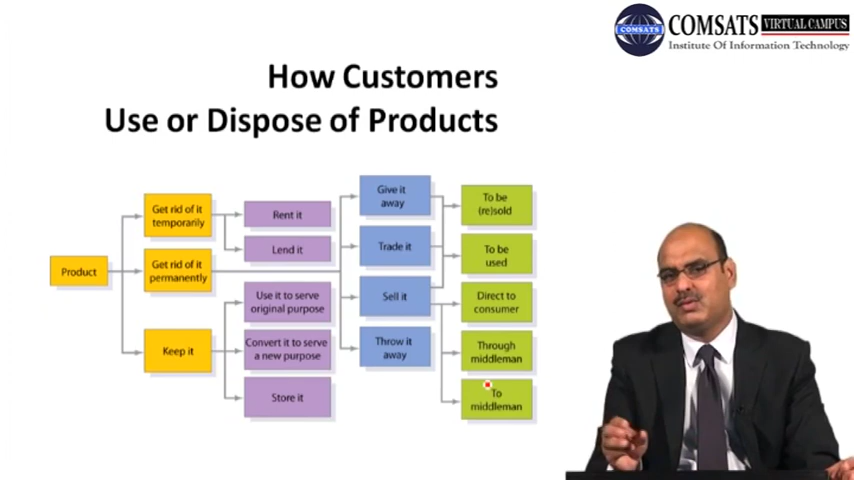 COMSATS VIRTUAL CAMPUS
COMSATS
Institute Of Information Technology
How Customers
Use or Dispose of Products
Product
Get rid of it
temporarily
Get rid of it
permanently
Keep it
Rent it
Lend it
Use it to serve
original purpose
Convert it to serve
a new purpose
Store it
Give it
away
Trade it
Sell it
Throw it
away
To be
(re)sold
To be
used
Direct to
consumer
Through
middleman
To
middleman